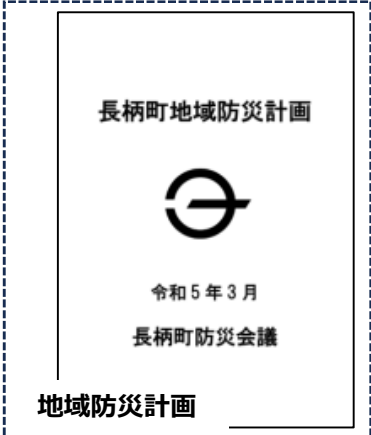 長柄町地域防災計画
令和5年3月
長柄町防災会議
地域防災計画